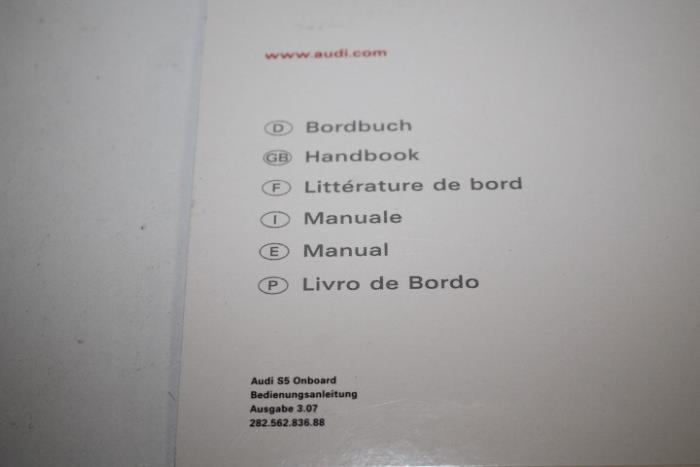 www.audi.com
D Bordbuch
GB Handbook
F Littérature de bord
I Manuale
E Manual
P Livro de Bordo
Audi S5 Onboard
Bedienungsanleitung
Ausgabe 3.07
282.562.836.88